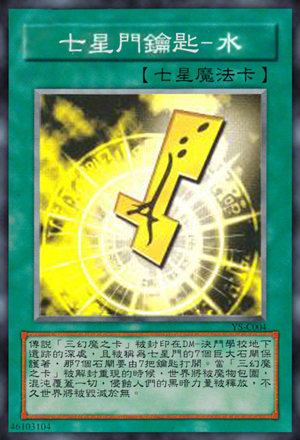 七星門鑰匙-水
【七星魔法卡】
YS-C004
傳說「三幻魔之卡」被封EP在DM-決鬥學校地下
遺跡的深處，且被稱為七星門的7個巨大石閘保
護著，那7個石閘要由7把鑰匙打開。當「三幻魔
之卡」被解封重現的時候，世界將被魔物包圍，
混沌覆蓋一切，侵蝕人們的黑暗力量被釋放，不
久世界將被毀滅於無。
46103104